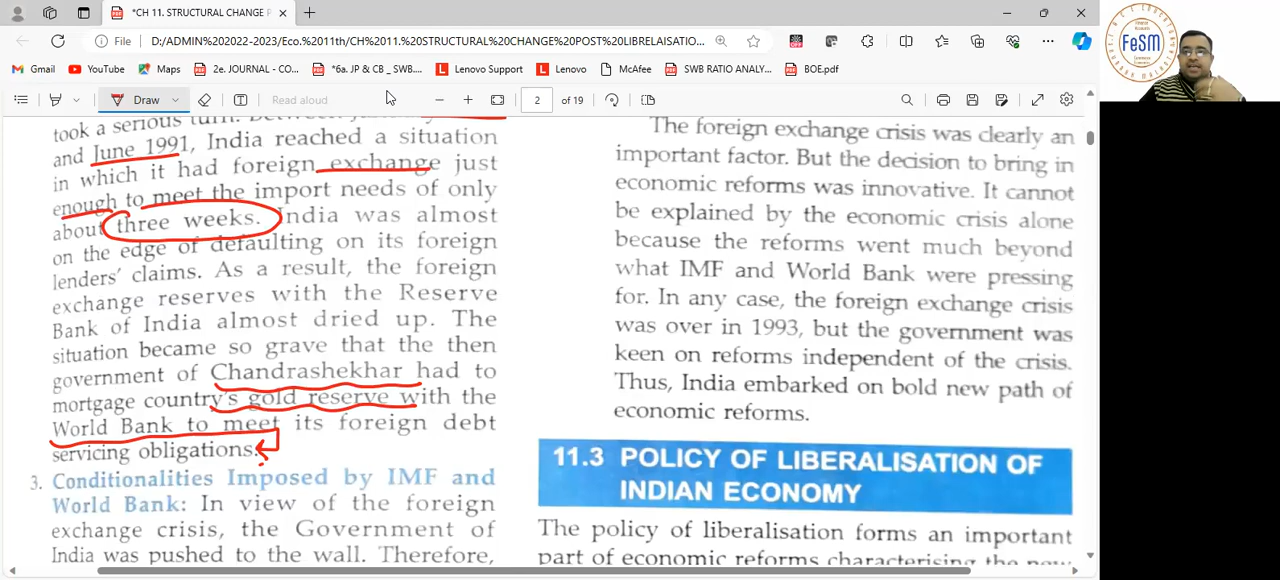 *CH 11. STRUCTURAL CHANGE P
File
D:/ADMIN%202022-2023/Eco.%2011th/CH%2011.%20STRUCTURAL%20CHANGE%20POST%20LIBRELAISATIO...
Gmail YouTube Maps 2e. JOURNAL - CO... *6a. JP & CB _ SWB.... Lenovo Support Lenovo McAfee SWB RATIO ANALY... BOE.pdf
Draw Read aloud 2 of 19
FeSM
took a serious turn. Between
and June 1991, India reached a situation
in which it had foreign exchange just
enough to meet the import needs of only
about three weeks. India was almost
on the edge of defaulting on its foreign
lenders' claims. As a result, the foreign
exchange reserves with the Reserve
Bank of India almost dried up. The
situation became so grave that the then
government of Chandrashekhar had to
mortgage country's gold reserve with the
World Bank to meet its foreign debt
servicing obligations.
3. Conditionalities Imposed by IMF and
World Bank: In view of the foreign
exchange crisis, the Government of
India was pushed to the wall. Therefore,
The foreign exchange crisis was clearly an
important factor. But the decision to bring in
economic reforms was innovative. It cannot
be explained by the economic crisis alone
because the reforms went much beyond
what IMF and World Bank were pressing
for. In any case, the foreign exchange crisis
was over in 1993, but the government was
keen on reforms independent of the crisis.
Thus, India embarked on bold new path of
economic reforms.
11.3 POLICY OF LIBERALISATION OF
INDIAN ECONOMY
The policy of liberalisation forms an important
part of economic reforms characterising the new